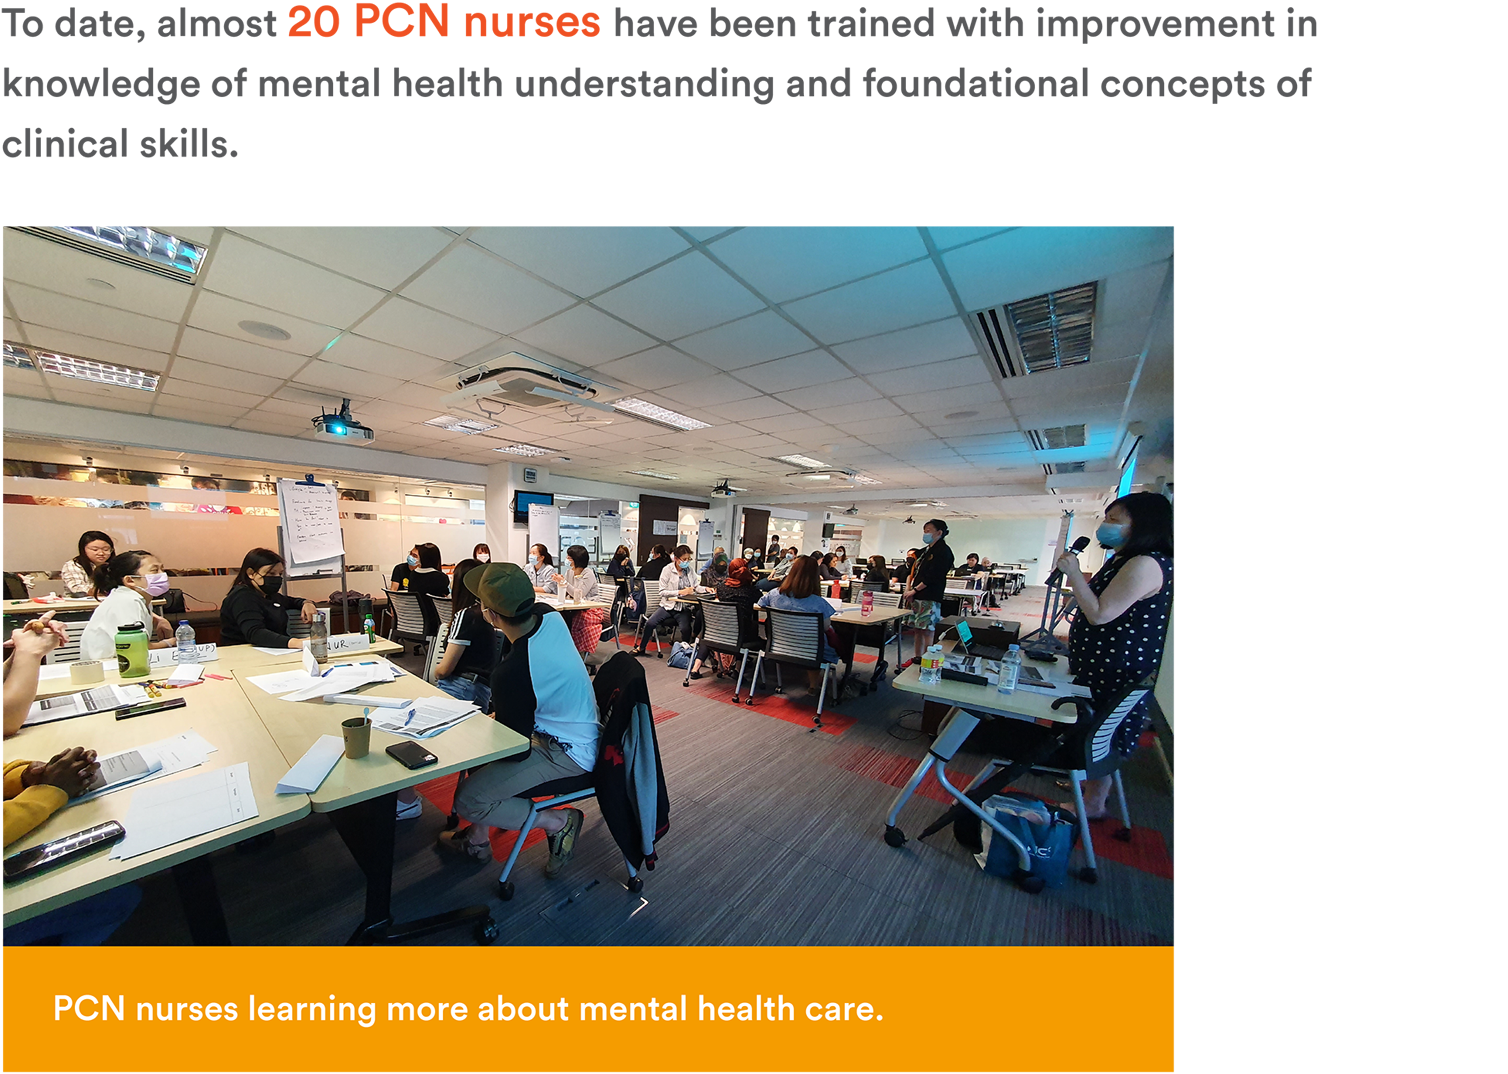 To date, almost 20 PCN nurses have been trained with improvement in
knowledge of mental health understanding and foundational concepts of
clinical skills.
PCN nurses learning more about mental health care.